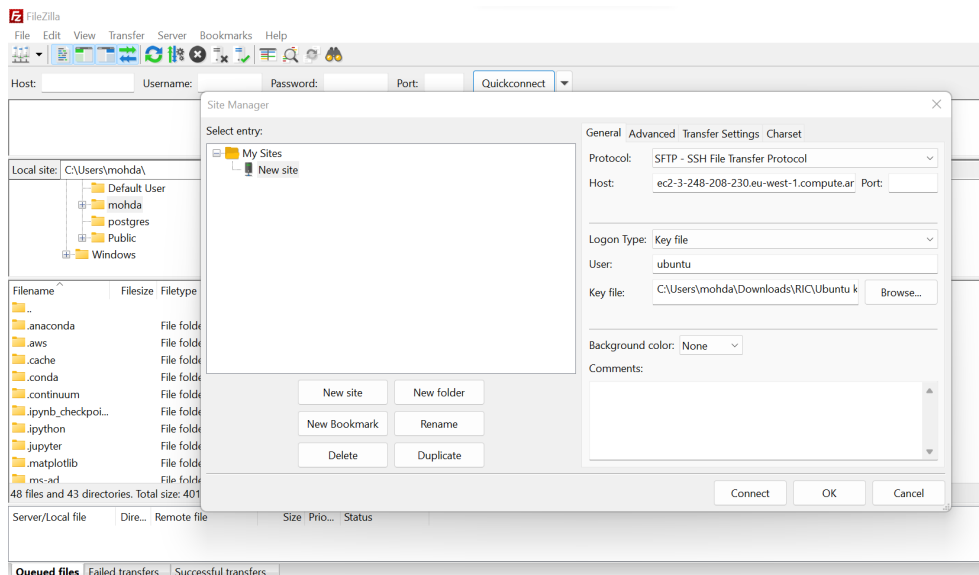 FileZilla
File Edit View Transfer Server Bookmarks Help
Host: Username: Password: Port: Quickconnect
Site Manager
Select entry:
My Sites
New site
General Advanced Transfer Settings Charset
Protocol: SFTP - SSH File Transfer Protocol
Host: ec2-3-248-208-230.eu-west-1.compute.ar Port:
Logon Type: Key file
User: ubuntu
Key file: C:\Users\mohda\Downloads\RIC\Ubuntu k Browse...
Background color: None
Comments:
New site New folder
New Bookmark Rename
Delete Duplicate
Connect OK Cancel
Local site: C:\Users\mohda\
Default User
mohda
postgres
Public
Windows
Filename Filesize Filetype
..
.anaconda File folde
.aws File folde
.cache File folde
.conda File folde
.continuum File folde
.ipynb_checkpoi... File folde
.ipython File folde
.jupyter File folde
.matplotlib File folde
ms-ad File folde
48 files and 43 directories. Total size: 401
Server/Local file Dire... Remote file Size Prio... Status
Queued files Failed transfers Successful transfers